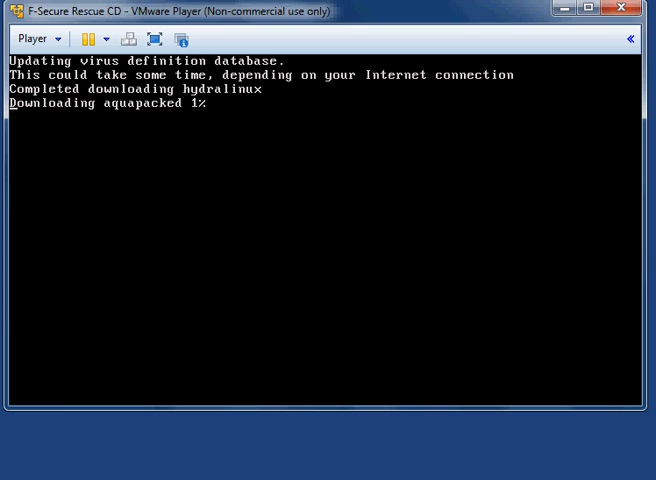 F-Secure Rescue CD - VMware Player (Non-commercial use only)
Player
Updating virus definition database.
This could take some time, depending on your Internet connection
Completed downloading hydralinux
Downloading aquapacked 1%